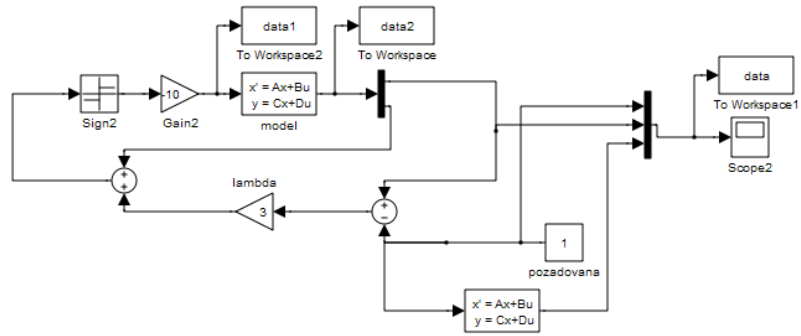 data1
To Workspace2
data2
To Workspace
Sign2
-10
Gain2
x' = Ax+Bu
y = Cx+Du
model
data
To Workspace1
Scope2
+
+
lambda
3
+
−
1
pozadovana
x' = Ax+Bu
y = Cx+Du